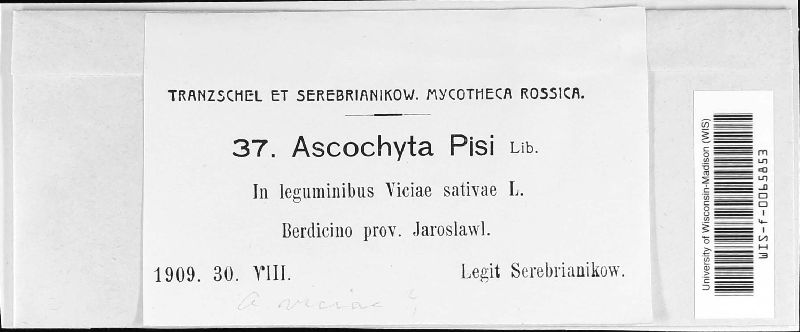 TRANZSCHEL ET SEREBRIANIKOW. MYCOTHECA ROSSICA.
37. Ascochyta Pisi Lib.
In leguminibus Viciae sativae L.
Berdicino prov. Jaroslawl.
1909. 30. VIII. Legit Serebrianikow.
A viciae ?
University of Wisconsin-Madison (WIS)
WIS-f-0065853